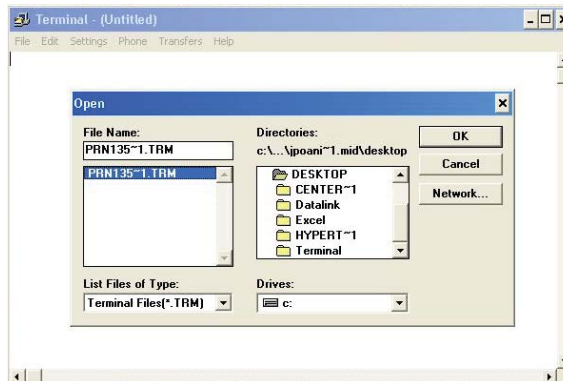 Terminal - (Untitled)
File Edit Settings Phone Transfers Help
Open
File Name:
PRN135~1.TRM
PRN135~1.TRM
Directories:
c:\...\jpoani~1.mid\desktop
DESKTOP
CENTER~1
Datalink
Excel
HYPERT~1
Terminal
OK
Cancel
Network...
List Files of Type:
Terminal Files(*.TRM)
Drives:
c: